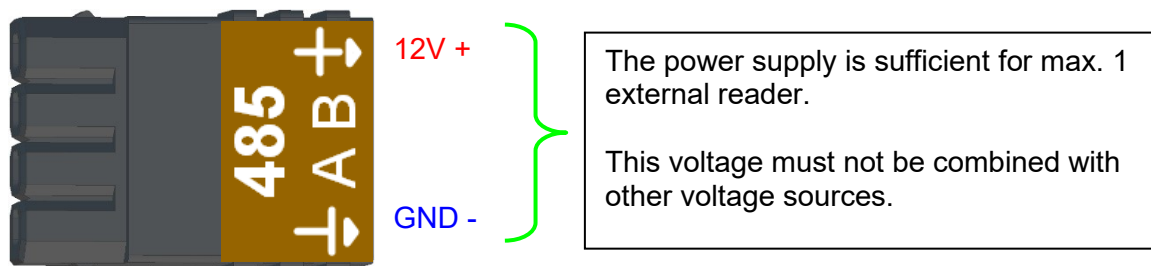 485
+
B
A
12V +
GND -
The power supply is sufficient for max. 1
external reader.
This voltage must not be combined with
other voltage sources.